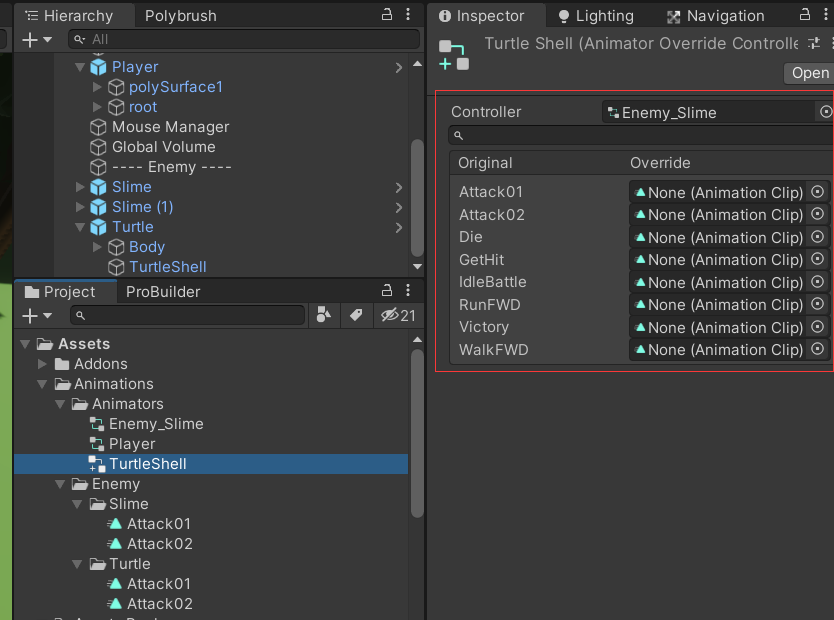 Hierarchy
Polybrush
All
Player
polySurface1
root
Mouse Manager
Global Volume
---- Enemy ----
Slime
Slime (1)
Turtle
Body
TurtleShell
Project
ProBuilder
21
Assets
Addons
Animations
Animators
Enemy_Slime
Player
TurtleShell
Enemy
Slime
Attack01
Attack02
Turtle
Attack01
Attack02
Inspector
Lighting
Navigation
Turtle Shell (Animator Override Controlle
Open
Controller
Enemy_Slime
Original Override
Attack01 None (Animation Clip)
Attack02 None (Animation Clip)
Die None (Animation Clip)
GetHit None (Animation Clip)
IdleBattle None (Animation Clip)
RunFWD None (Animation Clip)
Victory None (Animation Clip)
WalkFWD None (Animation Clip)